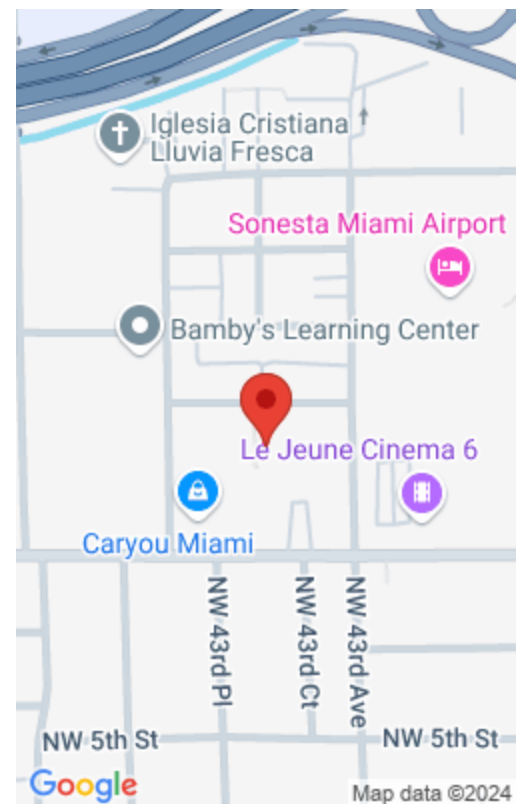 Iglesia Cristiana
Lluvia Fresca
Sonesta Miami Airport
Bamby's Learning Center
Le Jeune Cinema 6
Caryou Miami
NW 43rd Pl
NW 43rd Ct
NW 43rd Ave
NW 5th St
NW 5th St
Google
Map data ©2024